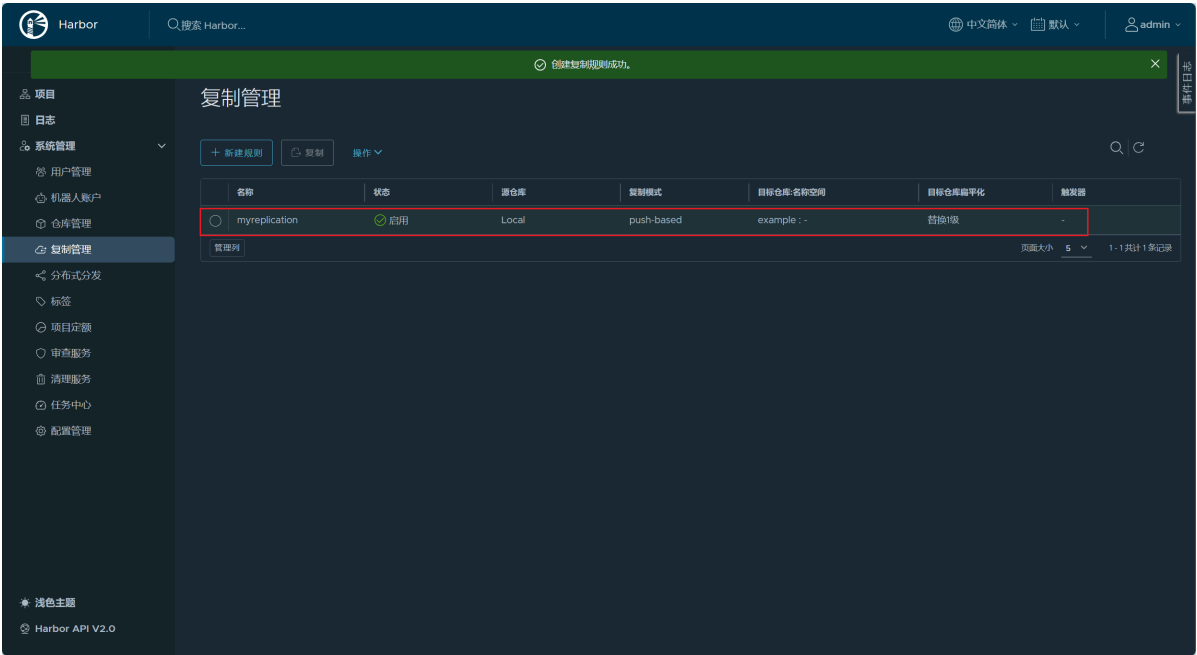 Harbor
搜索 Harbor...
中文简体
默认
admin
创建复制规则成功。
事件日志
项目
日志
系统管理
用户管理
机器人账户
仓库管理
复制管理
分布式分发
标签
项目定额
审查服务
清理服务
任务中心
配置管理
浅色主题
Harbor API V2.0
复制管理
新建规则
复制
操作
名称 状态 源仓库 复制模式 目标仓库:名称空间 目标仓库扁平化 触发器
myreplication 启用 Local push-based example : - 替换1级 -
管理列
页面大小 5 1 - 1 共计 1 条记录